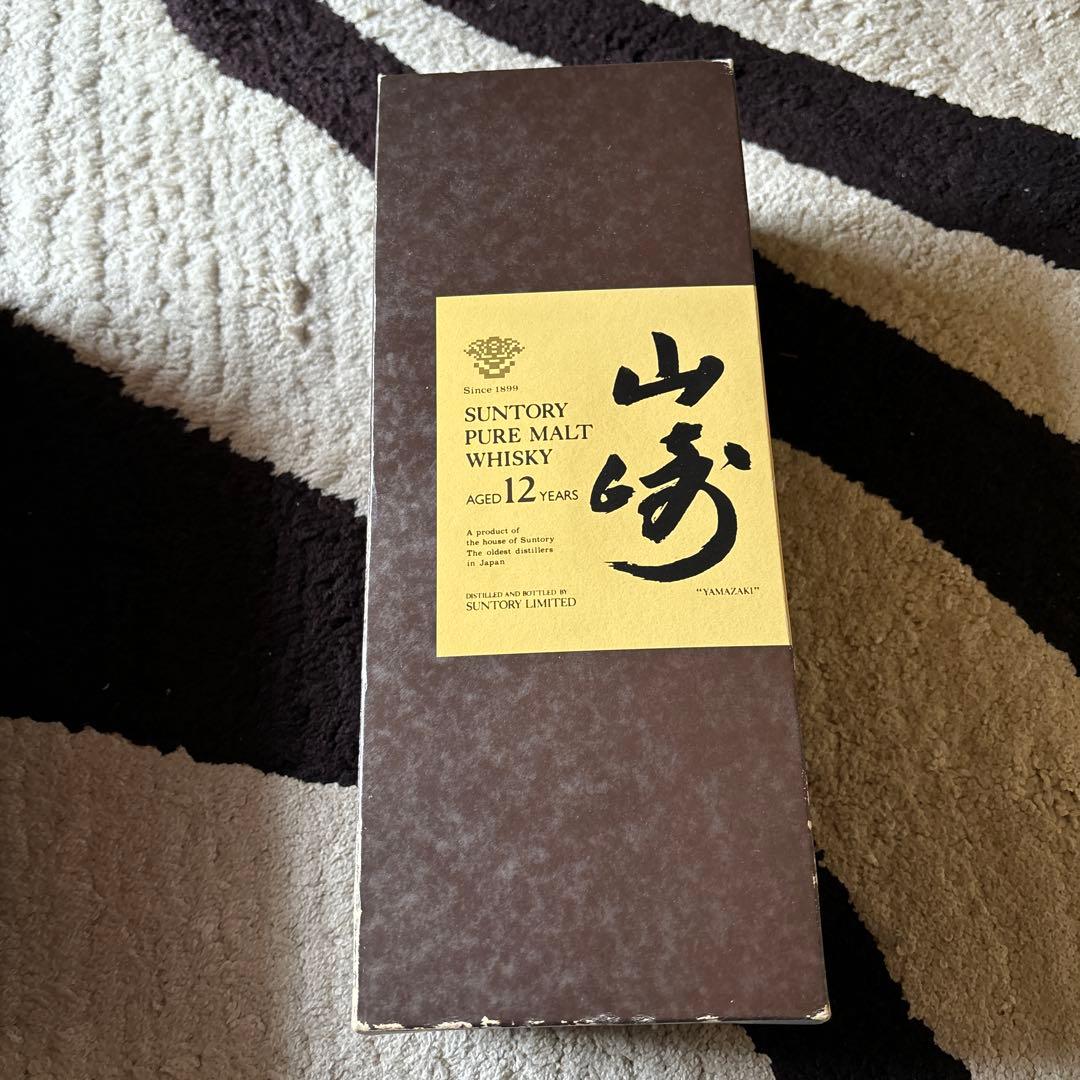 Since 1899
SUNTORY
PURE MALT
WHISKY
AGED 12 YEARS
A product of
the house of Suntory
The oldest distillers
in Japan
DISTILLED AND BOTTLED BY
SUNTORY LIMITED
山崎
"YAMAZAKI"